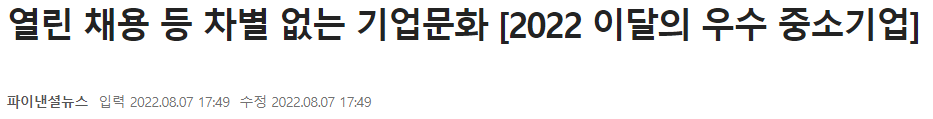 열린 채용 등 차별 없는 기업문화 [2022 이달의 우수 중소기업]
파이낸셜뉴스 입력 2022.08.07 17:49 수정 2022.08.07 17:49